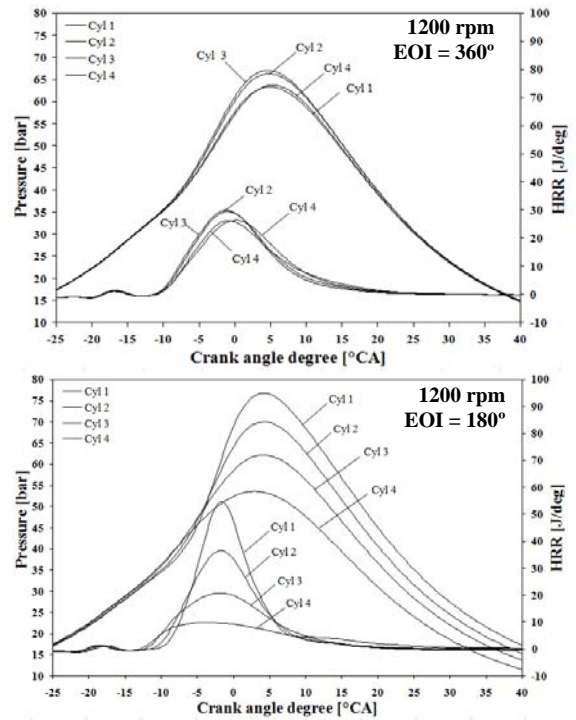 80
75
70
65
60
55
50
45
40
35
30
25
20
15
10
Pressure [bar]
Cyl 1
Cyl 2
Cyl 3
Cyl 4
1200 rpm
EOI = 360º
Cyl 3
Cyl 2
Cyl 4
Cyl 1
Cyl 2
Cyl 3
Cyl 4
Cyl 4
100
90
80
70
60
50
40
30
20
10
0
-10
HRR [J/deg]
-25 -20 -15 -10 -5 0 5 10 15 20 25 30 35 40
Crank angle degree [°CA]
80
75
70
65
60
55
50
45
40
35
30
25
20
15
10
Pressure [bar]
Cyl 1
Cyl 2
Cyl 3
Cyl 4
1200 rpm
EOI = 180º
Cyl 1
Cyl 2
Cyl 3
Cyl 4
Cyl 1
Cyl 2
Cyl 3
Cyl 4
100
90
80
70
60
50
40
30
20
10
0
-10
HRR [J/deg]
-25 -20 -15 -10 -5 0 5 10 15 20 25 30 35 40
Crank angle degree [°CA]